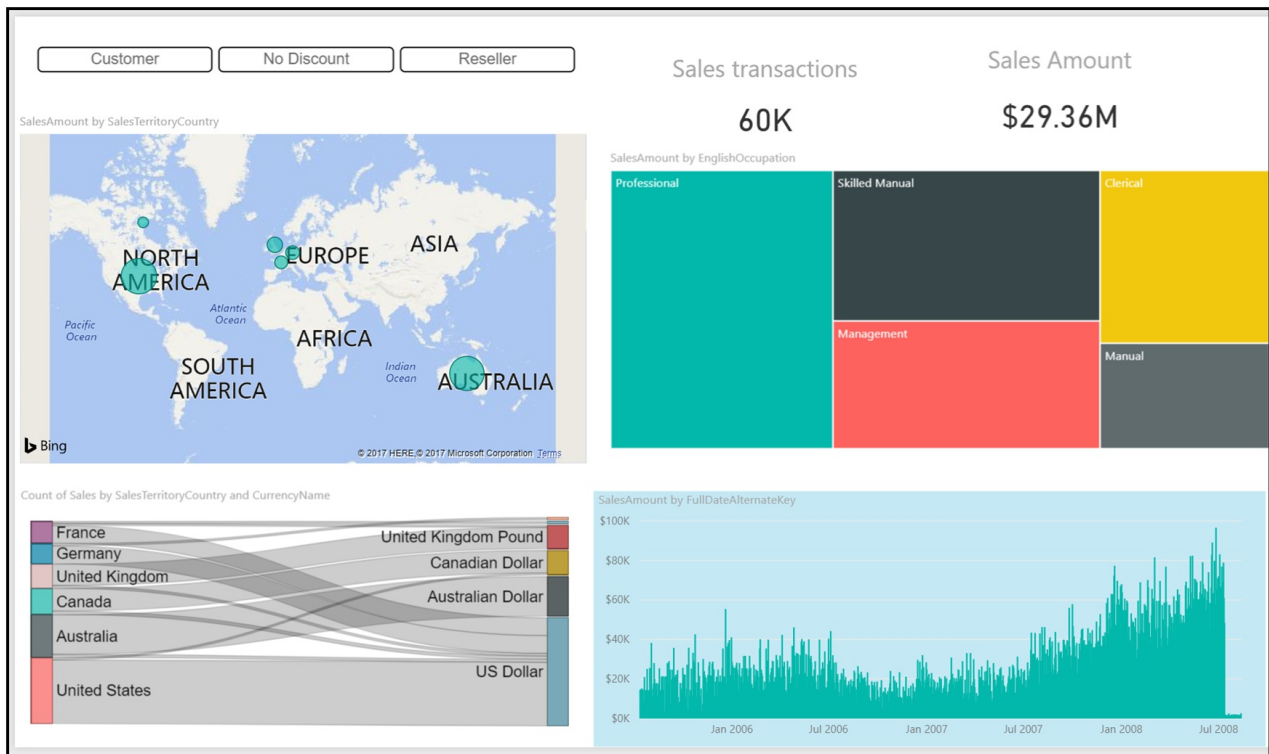 Customer
No Discount
Reseller
Sales transactions
60K
Sales Amount
$29.36M
SalesAmount by SalesTerritoryCountry
NORTH
AMERICA
EUROPE
ASIA
Pacific
Ocean
Atlantic
Ocean
AFRICA
SOUTH
AMERICA
Indian
Ocean
AUSTRALIA
Bing
© 2017 HERE,© 2017 Microsoft Corporation Terms
SalesAmount by EnglishOccupation
Professional
Skilled Manual
Clerical
Management
Manual
Count of Sales by SalesTerritoryCountry and CurrencyName
France
Germany
United Kingdom
Canada
Australia
United States
United Kingdom Pound
Canadian Dollar
Australian Dollar
US Dollar
SalesAmount by FullDateAlternateKey
$100K
$80K
$60K
$40K
$20K
$0K
Jan 2006
Jul 2006
Jan 2007
Jul 2007
Jan 2008
Jul 2008